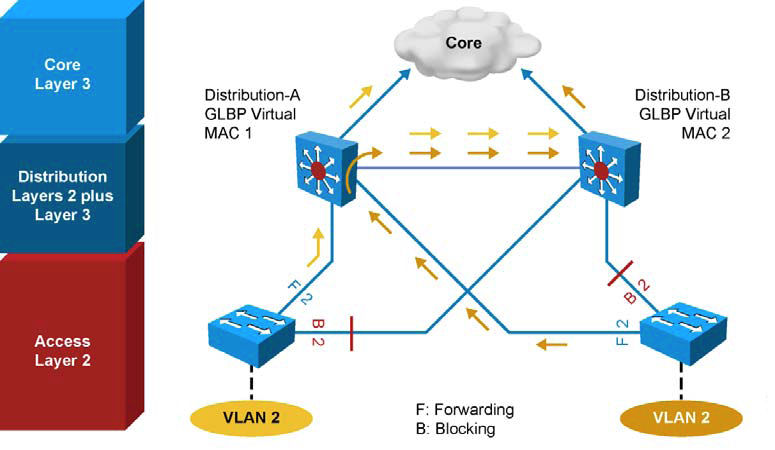 Core
Layer 3
Distribution
Layers 2 plus
Layer 3
Access
Layer 2
Core
Distribution-A
GLBP Virtual
MAC 1
Distribution-B
GLBP Virtual
MAC 2
F 2
B 2
B 2
F 2
VLAN 2
VLAN 2
F: Forwarding
B: Blocking